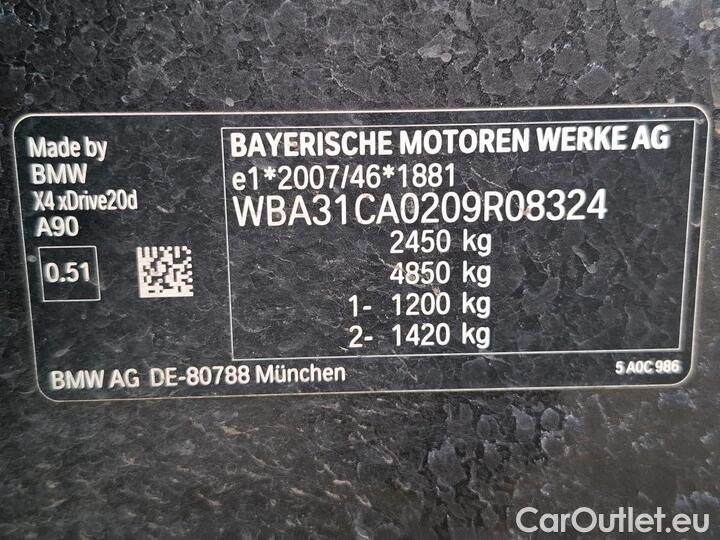 Made by
BMW
X4 xDrive20d
A90
0.51
BAYERISCHE MOTOREN WERKE AG
e1*2007/46*1881
WBA31CA0209R08324
2450 kg
4850 kg
1- 1200 kg
2- 1420 kg
BMW AG DE-80788 München
5 A0C 986
CarOutlet.eu